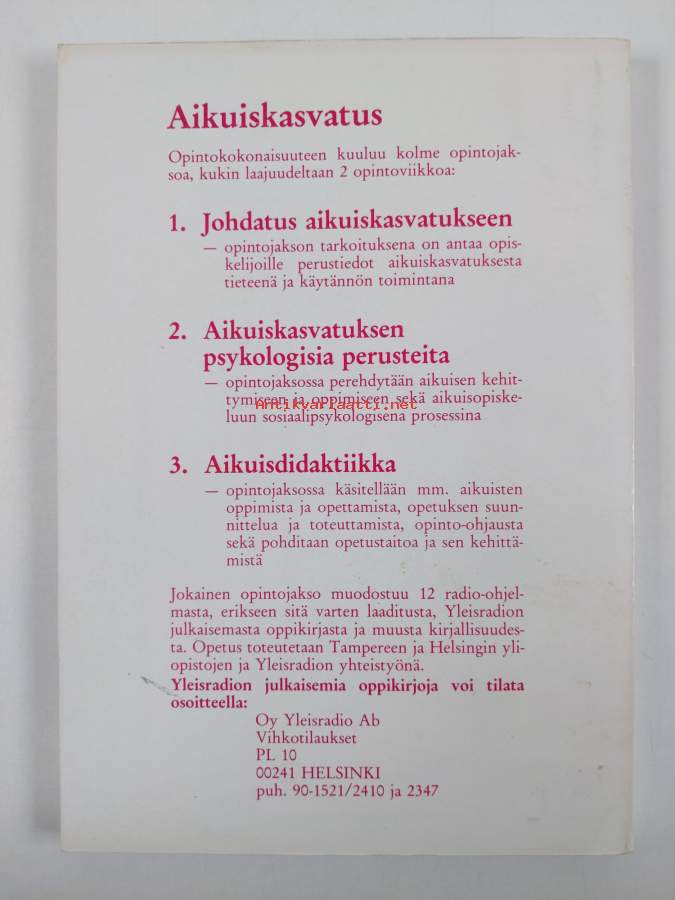 Aikuiskasvatus
Opintokokonaisuuteen kuuluu kolme opintojak-
soa, kukin laajuudeltaan 2 opintoviikkoa:
1. Johdatus aikuiskasvatukseen
— opintojakson tarkoituksena on antaa opis-
kelijoille perustiedot aikuiskasvatuksesta
tieteenä ja käytännön toimintana
2. Aikuiskasvatuksen
psykologisia perusteita
— opintojaksossa perehdytään aikuisen kehit-
tymiseen ja oppimiseen sekä aikuisopiske-
Antikvariaatti.net
luun sosiaalipsykologisena prosessina
3. Aikuisdidaktiikka
— opintojaksossa käsitellään mm. aikuisten
oppimista ja opettamista, opetuksen suun-
nittelua ja toteuttamista, opinto-ohjausta
sekä pohditaan opetustaitoa ja sen kehittä-
mistä
Jokainen opintojakso muodostuu 12 radio-ohjel-
masta, erikseen sitä varten laaditusta, Yleisradion
julkaisemasta oppikirjasta ja muusta kirjallisuudes-
ta. Opetus toteutetaan Tampereen ja Helsingin yli-
opistojen ja Yleisradion yhteistyönä.
Yleisradion julkaisemia oppikirjoja voi tilata
osoitteella:
Oy Yleisradio Ab
Vihkotilaukset
PL 10
00241 HELSINKI
puh. 90-1521/2410 ja 2347